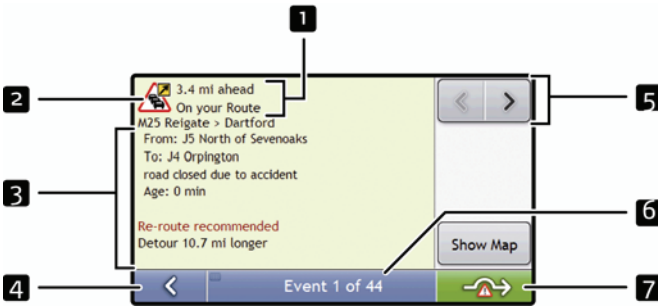 1
2
3.4 mi ahead
On your Route
5
M25 Reigate > Dartford
From: J5 North of Sevenoaks
To: J4 Orpington
road closed due to accident
3
Age: 0 min
6
Re-route recommended
Detour 10.7 mi longer
Show Map
4
Event 1 of 44
7